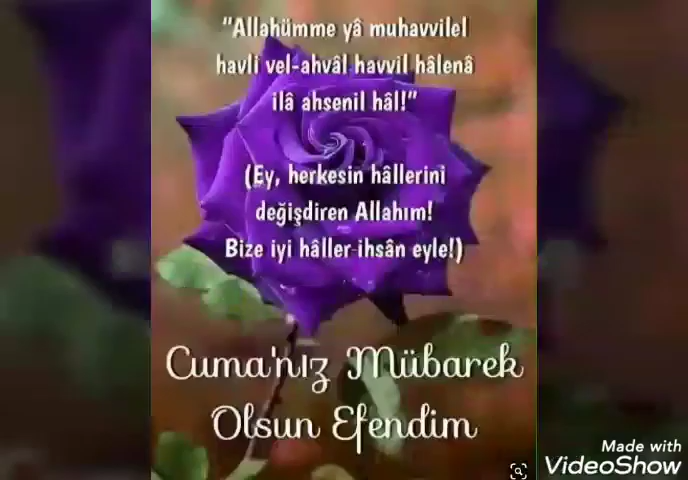 “Allahümme yâ muhavvilel
havli vel-ahvâl havvil hâlenâ
ilâ ahsenil hâl!”
(Ey, herkesin hâllerini
değişdiren Allahım!
Bize iyi hâller ihsân eyle!)
Cuma'nız Mübarek
Olsun Efendim
Made with
VideoShow